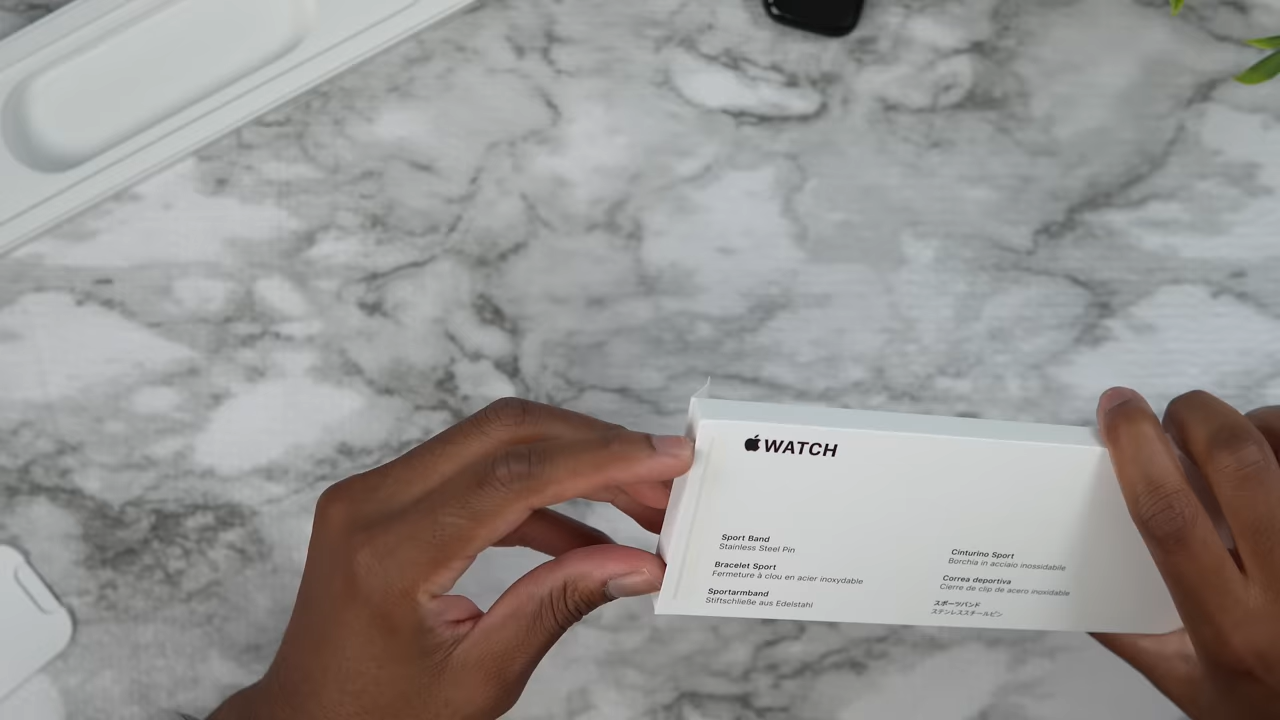 WATCH
Sport Band
Stainless Steel Pin
Bracelet Sport
Fermeture à clou en acier inoxydable
Sportarmband
Stiftschließe aus Edelstahl
Cinturino Sport
Borchia in acciaio inossidabile
Correa deportiva
Cierre de clip de acero inoxidable
スポーツバンド
ステンレススチールピン